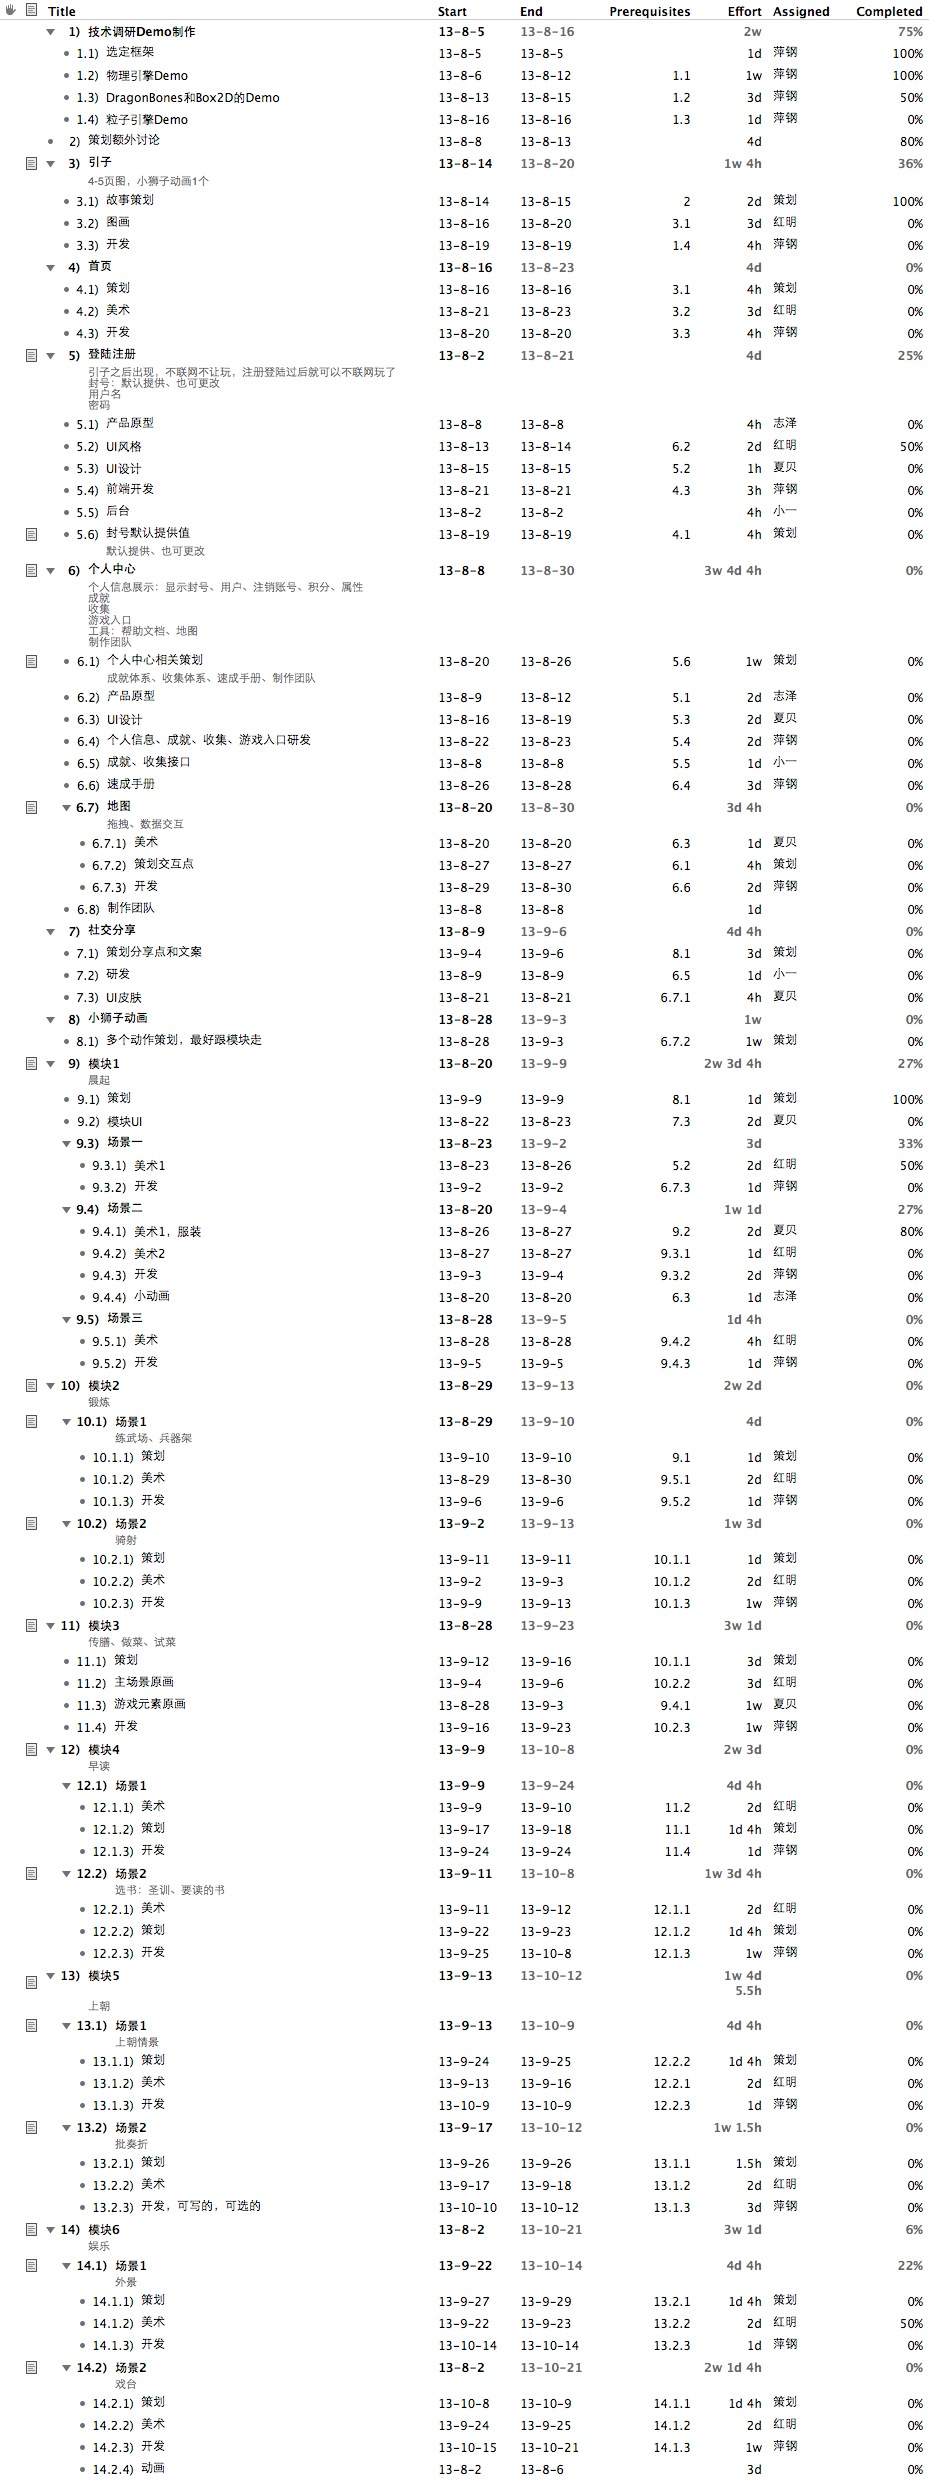 Title Start End Prerequisites Effort Assigned Completed
1) 技术调研Demo制作 13-8-5 13-8-16 2w 75%
1.1) 选定框架 13-8-5 13-8-5 1d 萍钢 100%
1.2) 物理引擎Demo 13-8-6 13-8-12 1.1 1w 萍钢 100%
1.3) DragonBones和Box2D的Demo 13-8-13 13-8-15 1.2 3d 萍钢 50%
1.4) 粒子引擎Demo 13-8-16 13-8-16 1.3 1d 萍钢 0%
2) 策划额外讨论 13-8-8 13-8-13 4d 80%
3) 引子 13-8-14 13-8-20 1w 4h 36%
4-5页图，小狮子动画1个
3.1) 故事策划 13-8-14 13-8-15 2 2d 策划 100%
3.2) 图画 13-8-16 13-8-20 3.1 3d 红明 0%
3.3) 开发 13-8-19 13-8-19 1.4 4h 萍钢 0%
4) 首页 13-8-16 13-8-23 4d 0%
4.1) 策划 13-8-16 13-8-16 3.1 4h 策划 0%
4.2) 美术 13-8-21 13-8-23 3.2 3d 红明 0%
4.3) 开发 13-8-20 13-8-20 3.3 4h 萍钢 0%
5) 登陆注册 13-8-2 13-8-21 4d 25%
引子之后出现，不联网不让玩，注册登陆过后就可以不联网玩了
封号：默认提供、也可更改
用户名
密码
5.1) 产品原型 13-8-8 13-8-8 4h 志泽 0%
5.2) UI风格 13-8-13 13-8-14 6.2 2d 红明 50%
5.3) UI设计 13-8-15 13-8-15 5.2 1h 夏贝 0%
5.4) 前端开发 13-8-21 13-8-21 4.3 3h 萍钢 0%
5.5) 后台 13-8-2 13-8-2 4h 小一 0%
5.6) 封号默认提供值 13-8-19 13-8-19 4.1 4h 策划 0%
默认提供、也可更改
6) 个人中心 13-8-8 13-8-30 3w 4d 4h 0%
个人信息展示：显示封号、用户、注销账号、积分、属性
成就
收集
游戏入口
工具：帮助文档、地图
制作团队
6.1) 个人中心相关策划 13-8-20 13-8-26 5.6 1w 策划 0%
成就体系、收集体系、速成手册、制作团队
6.2) 产品原型 13-8-9 13-8-12 5.1 2d 志泽 0%
6.3) UI设计 13-8-16 13-8-19 5.3 2d 夏贝 0%
6.4) 个人信息、成就、收集、游戏入口研发 13-8-22 13-8-23 5.4 2d 萍钢 0%
6.5) 成就、收集接口 13-8-8 13-8-8 5.5 1d 小一 0%
6.6) 速成手册 13-8-26 13-8-28 6.4 3d 萍钢 0%
6.7) 地图 13-8-20 13-8-30 3d 4h 0%
拖拽、数据交互
6.7.1) 美术 13-8-20 13-8-20 6.3 1d 夏贝 0%
6.7.2) 策划交互点 13-8-27 13-8-27 6.1 4h 策划 0%
6.7.3) 开发 13-8-29 13-8-30 6.6 2d 萍钢 0%
6.8) 制作团队 13-8-8 13-8-8 1d 0%
7) 社交分享 13-8-9 13-9-6 4d 4h 0%
7.1) 策划分享点和文案 13-9-4 13-9-6 8.1 3d 策划 0%
7.2) 研发 13-8-9 13-8-9 6.5 1d 小一 0%
7.3) UI皮肤 13-8-21 13-8-21 6.7.1 4h 夏贝 0%
8) 小狮子动画 13-8-28 13-9-3 1w 0%
8.1) 多个动作策划，最好跟模块走 13-8-28 13-9-3 6.7.2 1w 策划 0%
9) 模块1 13-8-20 13-9-9 2w 3d 4h 27%
晨起
9.1) 策划 13-9-9 13-9-9 8.1 1d 策划 100%
9.2) 模块UI 13-8-22 13-8-23 7.3 2d 夏贝 0%
9.3) 场景一 13-8-23 13-9-2 3d 33%
9.3.1) 美术1 13-8-23 13-8-26 5.2 2d 红明 50%
9.3.2) 开发 13-9-2 13-9-2 6.7.3 1d 萍钢 0%
9.4) 场景二 13-8-20 13-9-4 1w 1d 27%
9.4.1) 美术1，服装 13-8-26 13-8-27 9.2 2d 夏贝 80%
9.4.2) 美术2 13-8-27 13-8-27 9.3.1 1d 红明 0%
9.4.3) 开发 13-9-3 13-9-4 9.3.2 2d 萍钢 0%
9.4.4) 小动画 13-8-20 13-8-20 6.3 1d 志泽 0%
9.5) 场景三 13-8-28 13-9-5 1d 4h 0%
9.5.1) 美术 13-8-28 13-8-28 9.4.2 4h 红明 0%
9.5.2) 开发 13-9-5 13-9-5 9.4.3 1d 萍钢 0%
10) 模块2 13-8-29 13-9-13 2w 2d 0%
锻炼
10.1) 场景1 13-8-29 13-9-10 4d 0%
练武场、兵器架
10.1.1) 策划 13-9-10 13-9-10 9.1 1d 策划 0%
10.1.2) 美术 13-8-29 13-8-30 9.5.1 2d 红明 0%
10.1.3) 开发 13-9-6 13-9-6 9.5.2 1d 萍钢 0%
10.2) 场景2 13-9-2 13-9-13 1w 3d 0%
骑射
10.2.1) 策划 13-9-11 13-9-11 10.1.1 1d 策划 0%
10.2.2) 美术 13-9-2 13-9-3 10.1.2 2d 红明 0%
10.2.3) 开发 13-9-9 13-9-13 10.1.3 1w 萍钢 0%
11) 模块3 13-8-28 13-9-23 3w 1d 0%
传膳、做菜、试菜
11.1) 策划 13-9-12 13-9-16 10.1.1 3d 策划 0%
11.2) 主场景原画 13-9-4 13-9-6 10.2.2 3d 红明 0%
11.3) 游戏元素原画 13-8-28 13-9-3 9.4.1 1w 夏贝 0%
11.4) 开发 13-9-16 13-9-23 10.2.3 1w 萍钢 0%
12) 模块4 13-9-9 13-10-8 2w 3d 0%
早读
12.1) 场景1 13-9-9 13-9-24 4d 4h 0%
12.1.1) 美术 13-9-9 13-9-10 11.2 2d 红明 0%
12.1.2) 策划 13-9-17 13-9-18 11.1 1d 4h 策划 0%
12.1.3) 开发 13-9-24 13-9-24 11.4 1d 萍钢 0%
12.2) 场景2 13-9-11 13-10-8 1w 3d 4h 0%
选书：圣训、要读的书
12.2.1) 美术 13-9-11 13-9-12 12.1.1 2d 红明 0%
12.2.2) 策划 13-9-22 13-9-23 12.1.2 1d 4h 策划 0%
12.2.3) 开发 13-9-25 13-10-8 12.1.3 1w 萍钢 0%
13) 模块5 13-9-13 13-10-12 1w 4d 0%
5.5h
上朝
13.1) 场景1 13-9-13 13-10-9 4d 4h 0%
上朝情景
13.1.1) 策划 13-9-24 13-9-25 12.2.2 1d 4h 策划 0%
13.1.2) 美术 13-9-13 13-9-16 12.2.1 2d 红明 0%
13.1.3) 开发 13-10-9 13-10-9 12.2.3 1d 萍钢 0%
13.2) 场景2 13-9-17 13-10-12 1w 1.5h 0%
批奏折
13.2.1) 策划 13-9-26 13-9-26 13.1.1 1.5h 策划 0%
13.2.2) 美术 13-9-17 13-9-18 13.1.2 2d 红明 0%
13.2.3) 开发，可写的，可选的 13-10-10 13-10-12 13.1.3 3d 萍钢 0%
14) 模块6 13-8-2 13-10-21 3w 1d 6%
娱乐
14.1) 场景1 13-9-22 13-10-14 4d 4h 22%
外景
14.1.1) 策划 13-9-27 13-9-29 13.2.1 1d 4h 策划 0%
14.1.2) 美术 13-9-22 13-9-23 13.2.2 2d 红明 50%
14.1.3) 开发 13-10-14 13-10-14 13.2.3 1d 萍钢 0%
14.2) 场景2 13-8-2 13-10-21 2w 1d 4h 0%
戏台
14.2.1) 策划 13-10-8 13-10-9 14.1.1 1d 4h 策划 0%
14.2.2) 美术 13-9-24 13-9-25 14.1.2 2d 红明 0%
14.2.3) 开发 13-10-15 13-10-21 14.1.3 1w 萍钢 0%
14.2.4) 动画 13-8-2 13-8-6 3d 0%